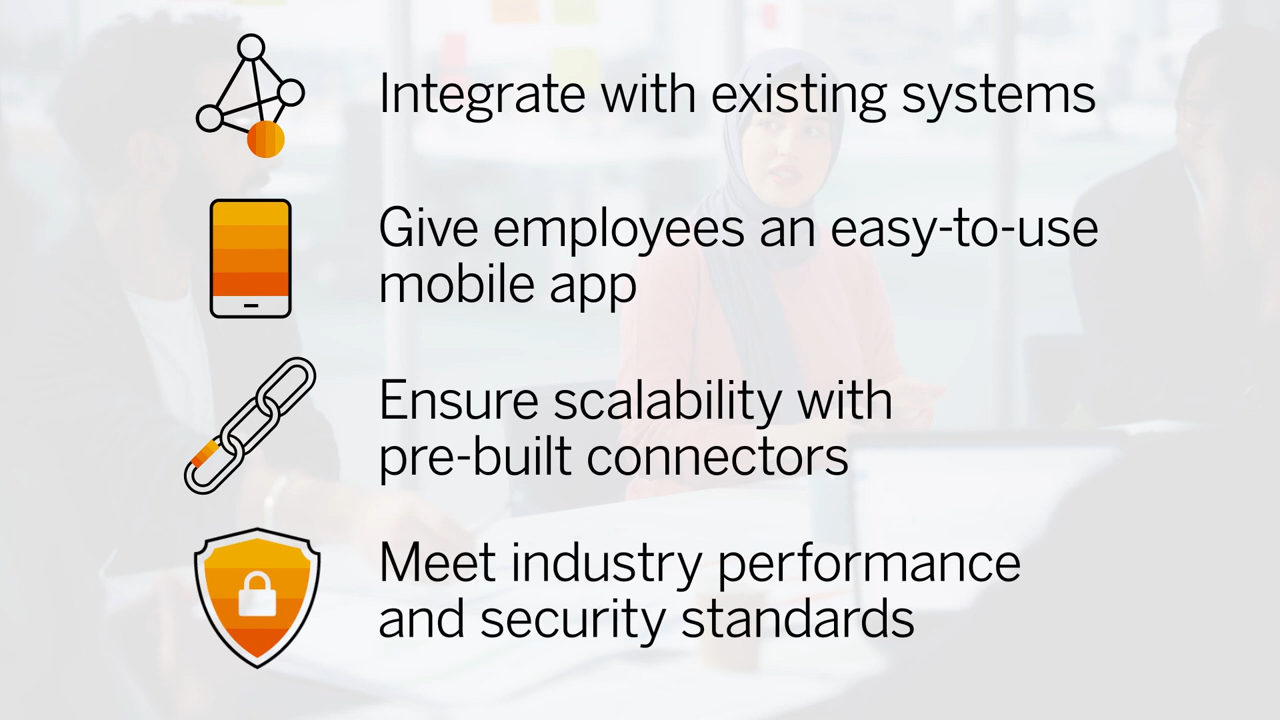 Integrate with existing systems
Give employees an easy-to-use
mobile app
Ensure scalability with
pre-built connectors
Meet industry performance
and security standards